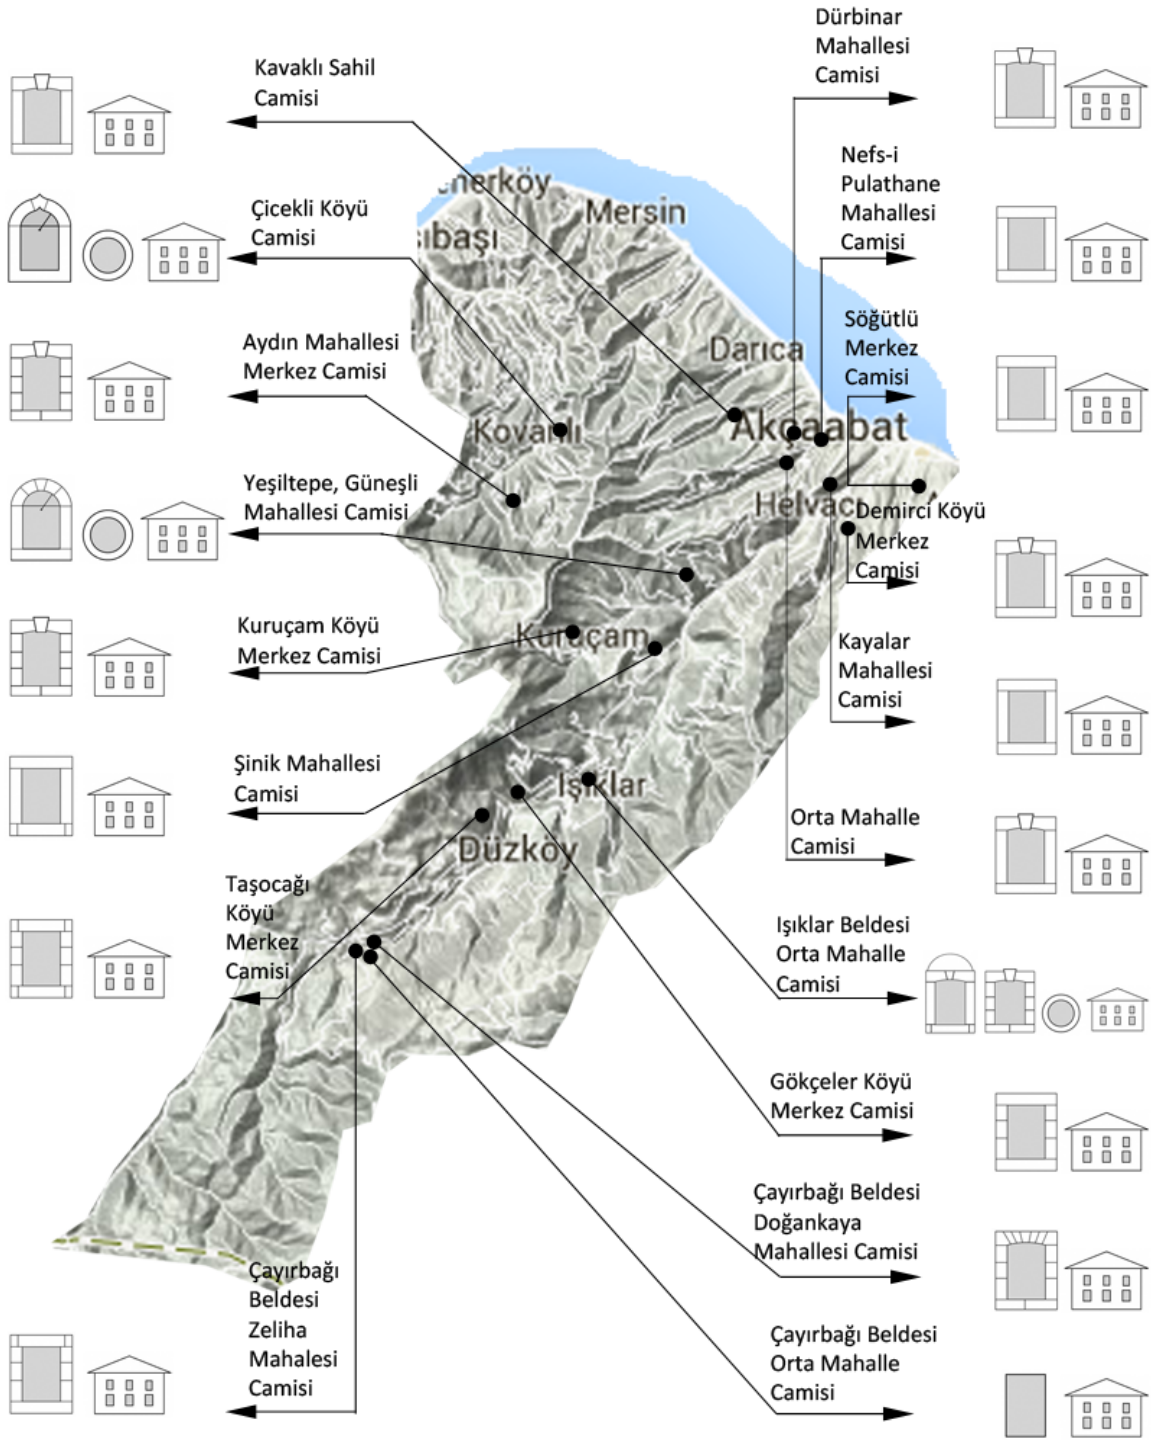 Kavaklı Sahil
Camisi
Çicekli Köyü
Camisi
Aydın Mahallesi
Merkez Camisi
Yeşiltepe, Güneşli
Mahallesi Camisi
Kuruçam Köyü
Merkez Camisi
Şinik Mahallesi
Camisi
Taşocağı
Köyü
Merkez
Camisi
Çayırbağı
Beldesi
Zeliha
Mahalesi
Camisi
Mersin
Darıca
Akçaabat
Kovanlı
Helvacı
Kuruçam
Işıklar
Düzköy
Dürbinar
Mahallesi
Camisi
Nefs-i
Pulathane
Mahallesi
Camisi
Söğütlü
Merkez
Camisi
Demirci Köyü
Merkez
Camisi
Kayalar
Mahallesi
Camisi
Orta Mahalle
Camisi
Işıklar Beldesi
Orta Mahalle
Camisi
Gökçeler Köyü
Merkez Camisi
Çayırbağı Beldesi
Doğankaya
Mahallesi Camisi
Çayırbağı Beldesi
Orta Mahalle
Camisi